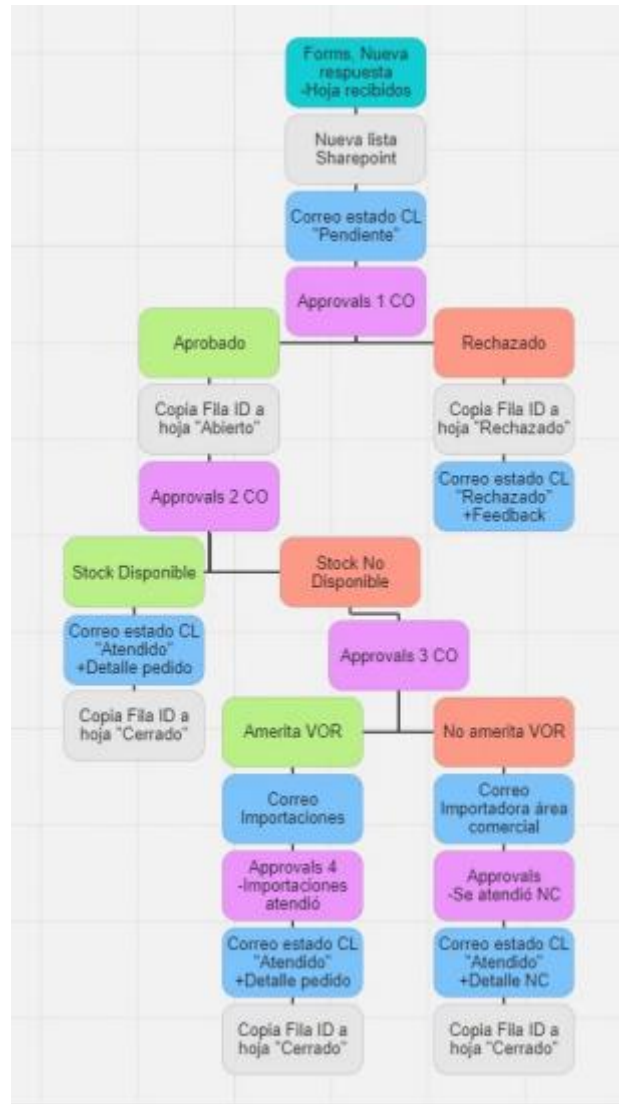 Forms, Nueva
respuesta
-Hoja recibidos
Nueva lista
Sharepoint
Correo estado CL
"Pendiente"
Approvals 1 CO
Aprobado
Rechazado
Copia Fila ID a
hoja "Abierto"
Copia Fila ID a
hoja "Rechazado"
Approvals 2 CO
Correo estado CL
"Rechazado"
+Feedback
Stock Disponible
Stock No
Disponible
Correo estado CL
"Atendido"
+Detalle pedido
Approvals 3 CO
Copia Fila ID a
hoja "Cerrado"
Amerita VOR
No amerita VOR
Correo
Importaciones
Correo
Importadora área
comercial
Approvals 4
-Importaciones
atendió
Approvals
-Se atendió NC
Correo estado CL
"Atendido"
+Detalle pedido
Correo estado CL
"Atendido"
+Detalle NC
Copia Fila ID a
hoja "Cerrado"
Copia Fila ID a
hoja "Cerrado"